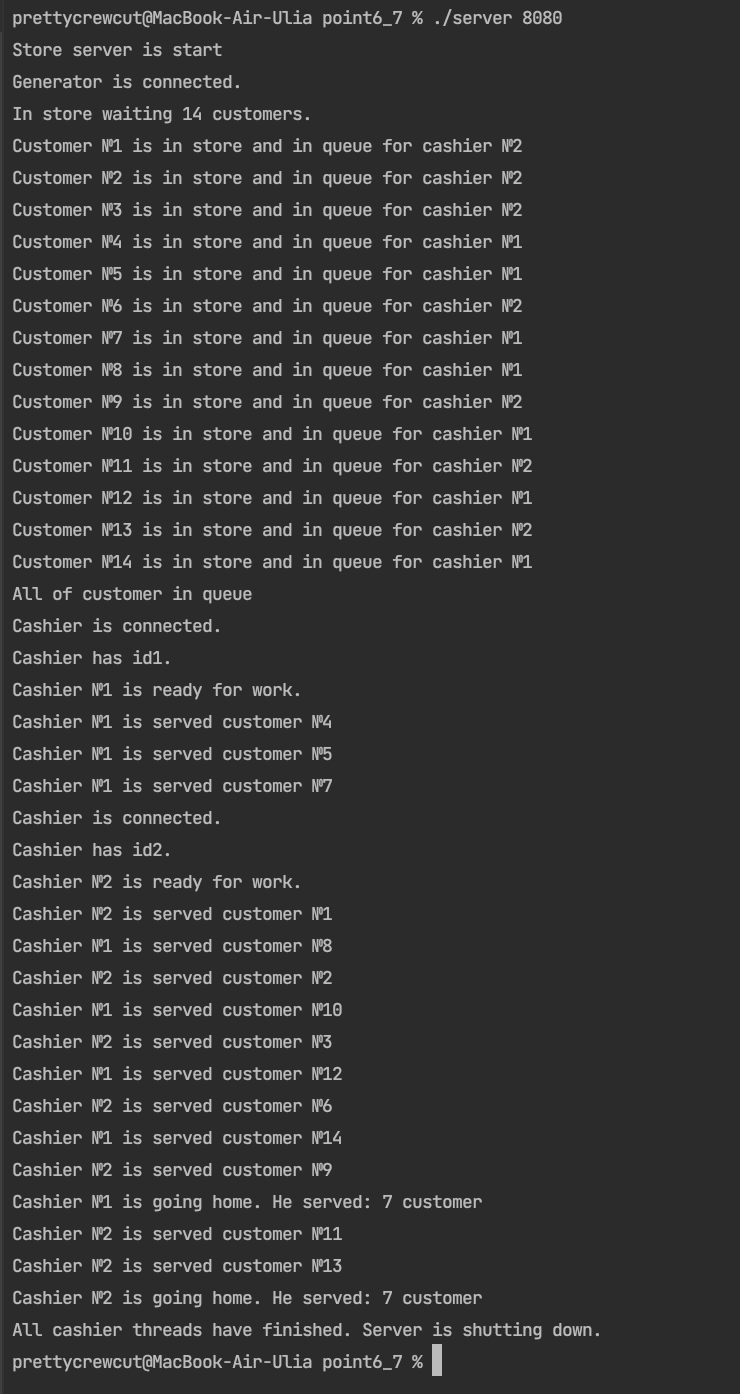 prettycrewcut@MacBook-Air-Ulia point6_7 % ./server 8080
Store server is start
Generator is connected.
In store waiting 14 customers.
Customer №1 is in store and in queue for cashier №2
Customer №2 is in store and in queue for cashier №2
Customer №3 is in store and in queue for cashier №2
Customer №4 is in store and in queue for cashier №1
Customer №5 is in store and in queue for cashier №1
Customer №6 is in store and in queue for cashier №2
Customer №7 is in store and in queue for cashier №1
Customer №8 is in store and in queue for cashier №1
Customer №9 is in store and in queue for cashier №2
Customer №10 is in store and in queue for cashier №1
Customer №11 is in store and in queue for cashier №2
Customer №12 is in store and in queue for cashier №1
Customer №13 is in store and in queue for cashier №2
Customer №14 is in store and in queue for cashier №1
All of customer in queue
Cashier is connected.
Cashier has id1.
Cashier №1 is ready for work.
Cashier №1 is served customer №4
Cashier №1 is served customer №5
Cashier №1 is served customer №7
Cashier is connected.
Cashier has id2.
Cashier №2 is ready for work.
Cashier №2 is served customer №1
Cashier №1 is served customer №8
Cashier №2 is served customer №2
Cashier №1 is served customer №10
Cashier №2 is served customer №3
Cashier №1 is served customer №12
Cashier №2 is served customer №6
Cashier №1 is served customer №14
Cashier №2 is served customer №9
Cashier №1 is going home. He served: 7 customer
Cashier №2 is served customer №11
Cashier №2 is served customer №13
Cashier №2 is going home. He served: 7 customer
All cashier threads have finished. Server is shutting down.
prettycrewcut@MacBook-Air-Ulia point6_7 %